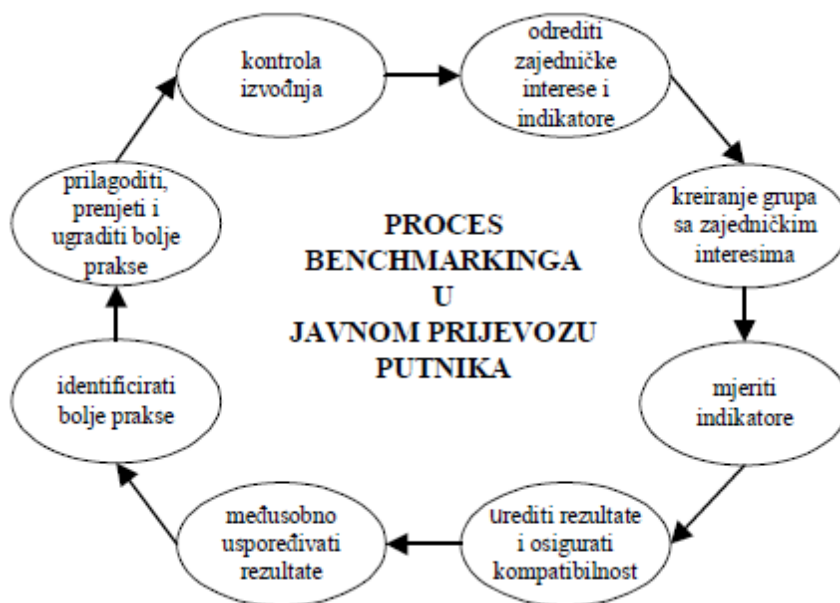 kontrola
izvođnja
odrediti
zajedničke
interese i
indikatore
kreiranje grupa
sa zajedničkim
interesima
mjeriti
indikatore
urediti rezultate
i osigurati
kompatibilnost
međusobno
uspoređivati
rezultate
identificirati
bolje prakse
prilagoditi,
prenjeti i
ugraditi bolje
prakse
PROCES
BENCHMARKINGA
U
JAVNOM PRIJEVOZU
PUTNIKA